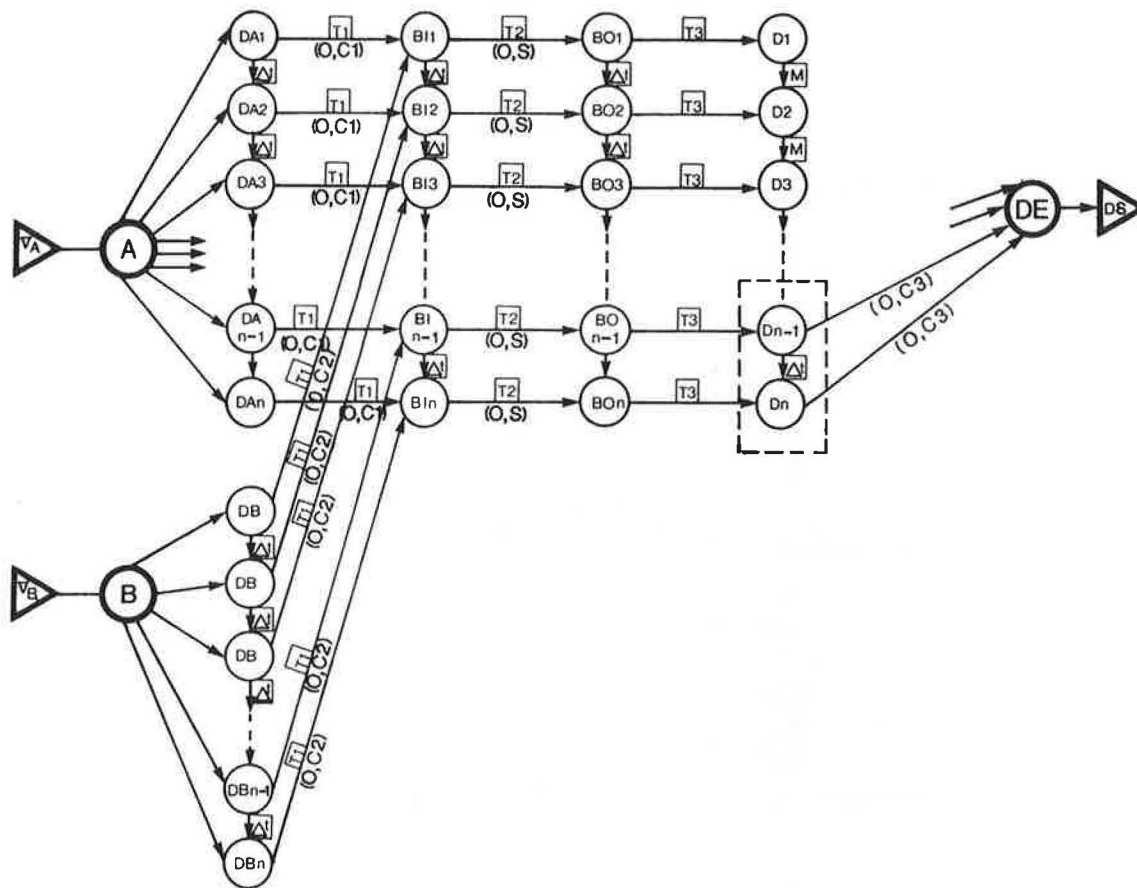 DA1 T1 (O,C1) BI1 T2 (O,S) BO1 T3 D1
Δt Δt Δt M
DA2 T1 (O,C1) BI2 T2 (O,S) BO2 T3 D2
Δt Δt Δt M
DA3 T1 (O,C1) BI3 T2 (O,S) BO3 T3 D3
∇A A DE D8
DA n-1 T1 (O,C1) BI n-1 T2 (O,S) BO n-1 T3 Dn-1 (O,C3)
Δt Δt
DAn T1 (O,C1) BIn T2 (O,S) BOn T3 Dn (O,C3)
T1 (O,C2)
T1 (O,C2)
T1 (O,C2)
DB
Δt
∇B B DB
Δt
DB
Δt
T1 (O,C2)
T1 (O,C2)
DBn-1
Δt
DBn